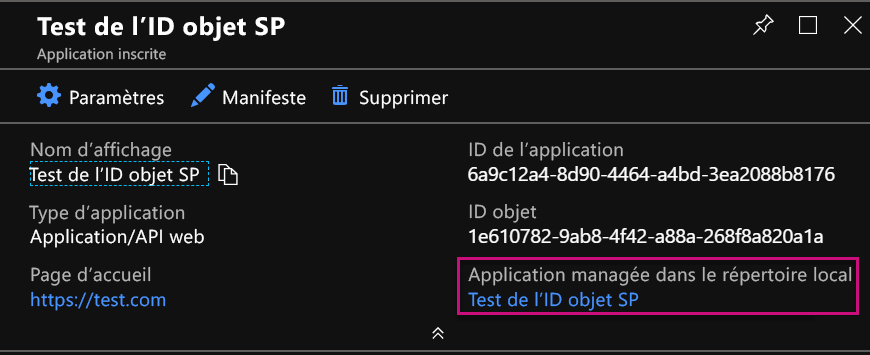 Test de l'ID objet SP
Application inscrite
Paramètres Manifeste Supprimer
Nom d'affichage
Test de l'ID objet SP
Type d'application
Application/API web
Page d'accueil
https://test.com
ID de l'application
6a9c12a4-8d90-4464-a4bd-3ea2088b8176
ID objet
1e610782-9ab8-4f42-a88a-268f8a820a1a
Application managée dans le répertoire local
Test de l'ID objet SP